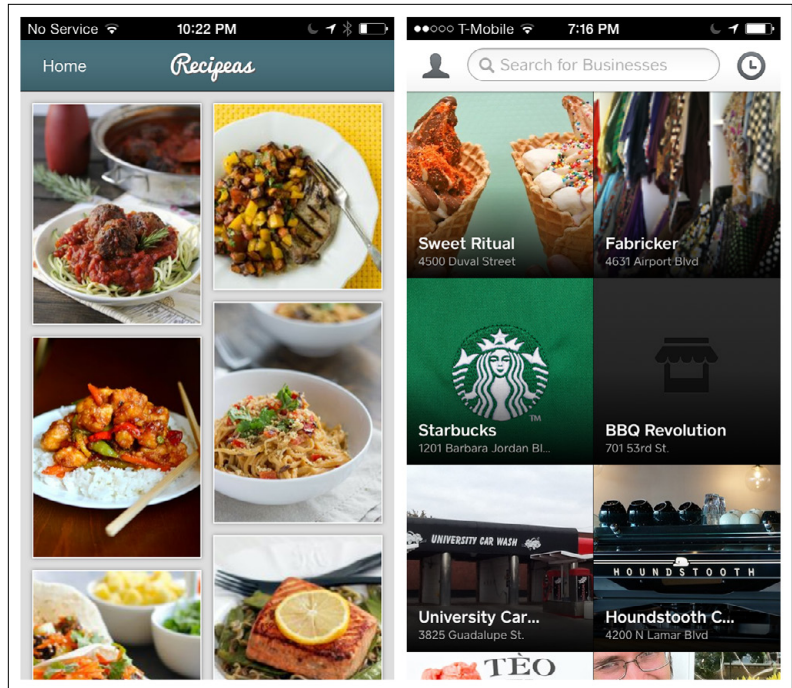 No Service 10:22 PM
Home Recipeas
T-Mobile 7:16 PM
Search for Businesses
Sweet Ritual
4500 Duval Street
Fabricker
4631 Airport Blvd
Starbucks
1201 Barbara Jordan Bl...
TM
BBQ Revolution
701 53rd St.
UNIVERSITY CAR WASH
University Car...
3825 Guadalupe St.
HOUNDSTOOTH
Houndstooth C...
4200 N Lamar Blvd
TÈO